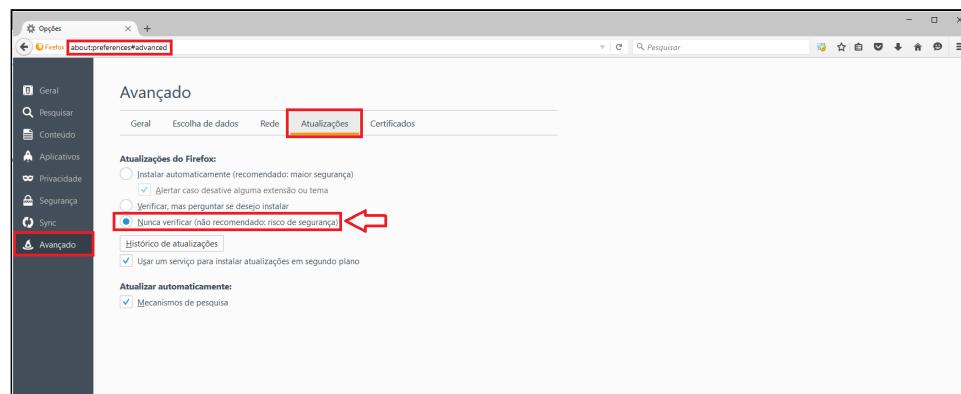 Opções
Firefox about:preferences#advanced
Pesquisar
Geral
Pesquisar
Conteúdo
Aplicativos
Privacidade
Segurança
Sync
Avançado
Avançado
Geral Escolha de dados Rede Atualizações Certificados
Atualizações do Firefox:
Instalar automaticamente (recomendado: maior segurança)
Alertar caso desative alguma extensão ou tema
Verificar, mas perguntar se desejo instalar
Nunca verificar (não recomendado: risco de segurança)
Histórico de atualizações
Usar um serviço para instalar atualizações em segundo plano
Atualizar automaticamente:
Mecanismos de pesquisa